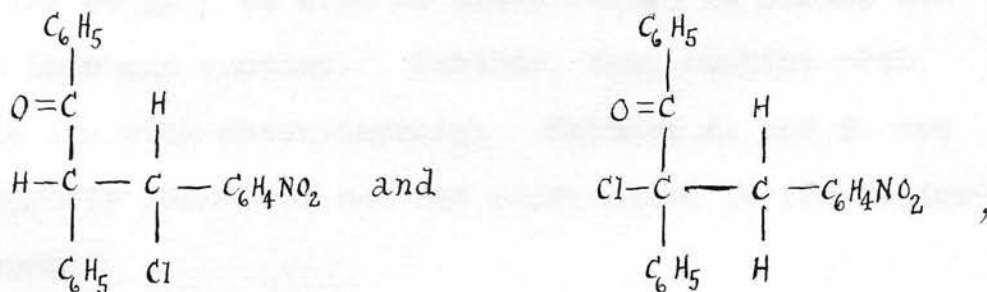 C6H5 C6H5
O=C H O=C H
H—C—C—C6H4NO2 and Cl—C—C—C6H4NO2 ,
C6H5 Cl C6H5 H